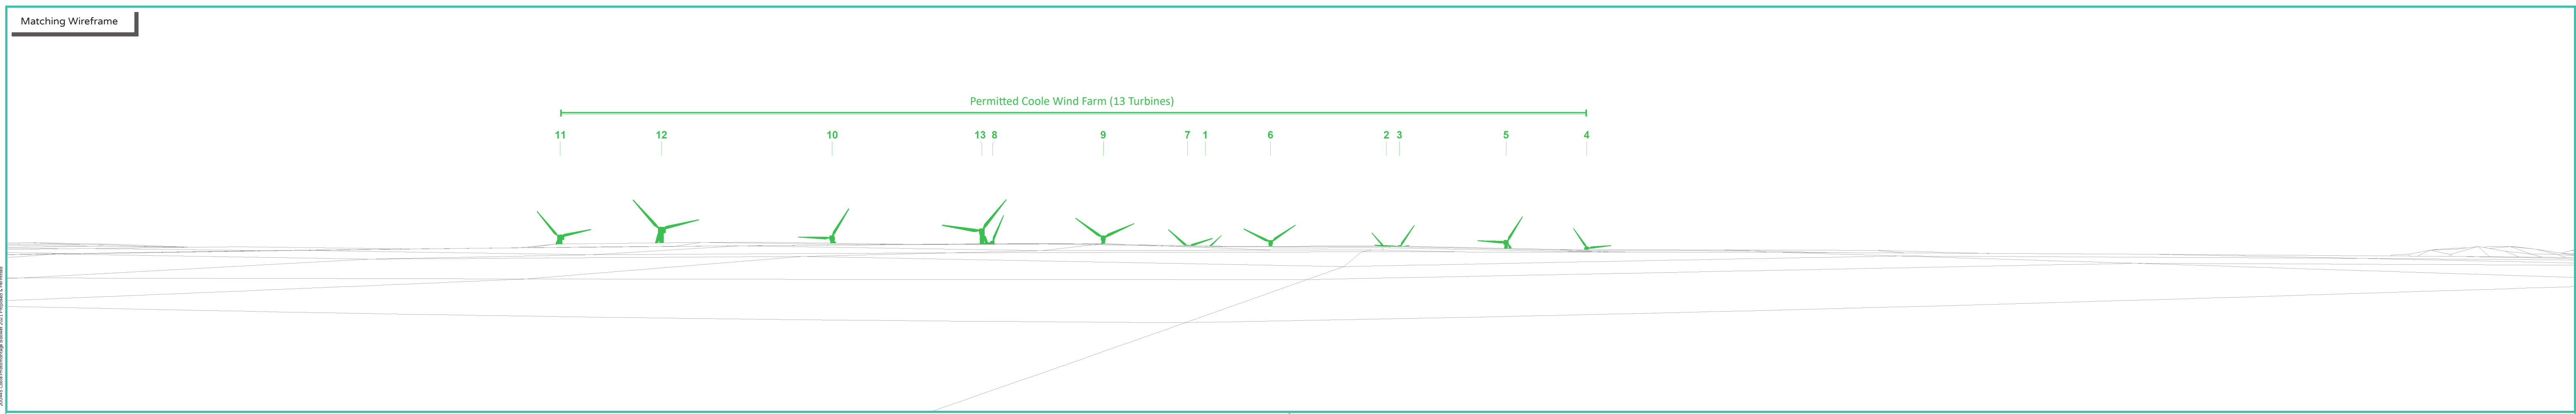 Matching Wireframe
Permitted Coole Wind Farm (13 Turbines)
11 12 10 13 8 9 7 1 6 2 3 5 4